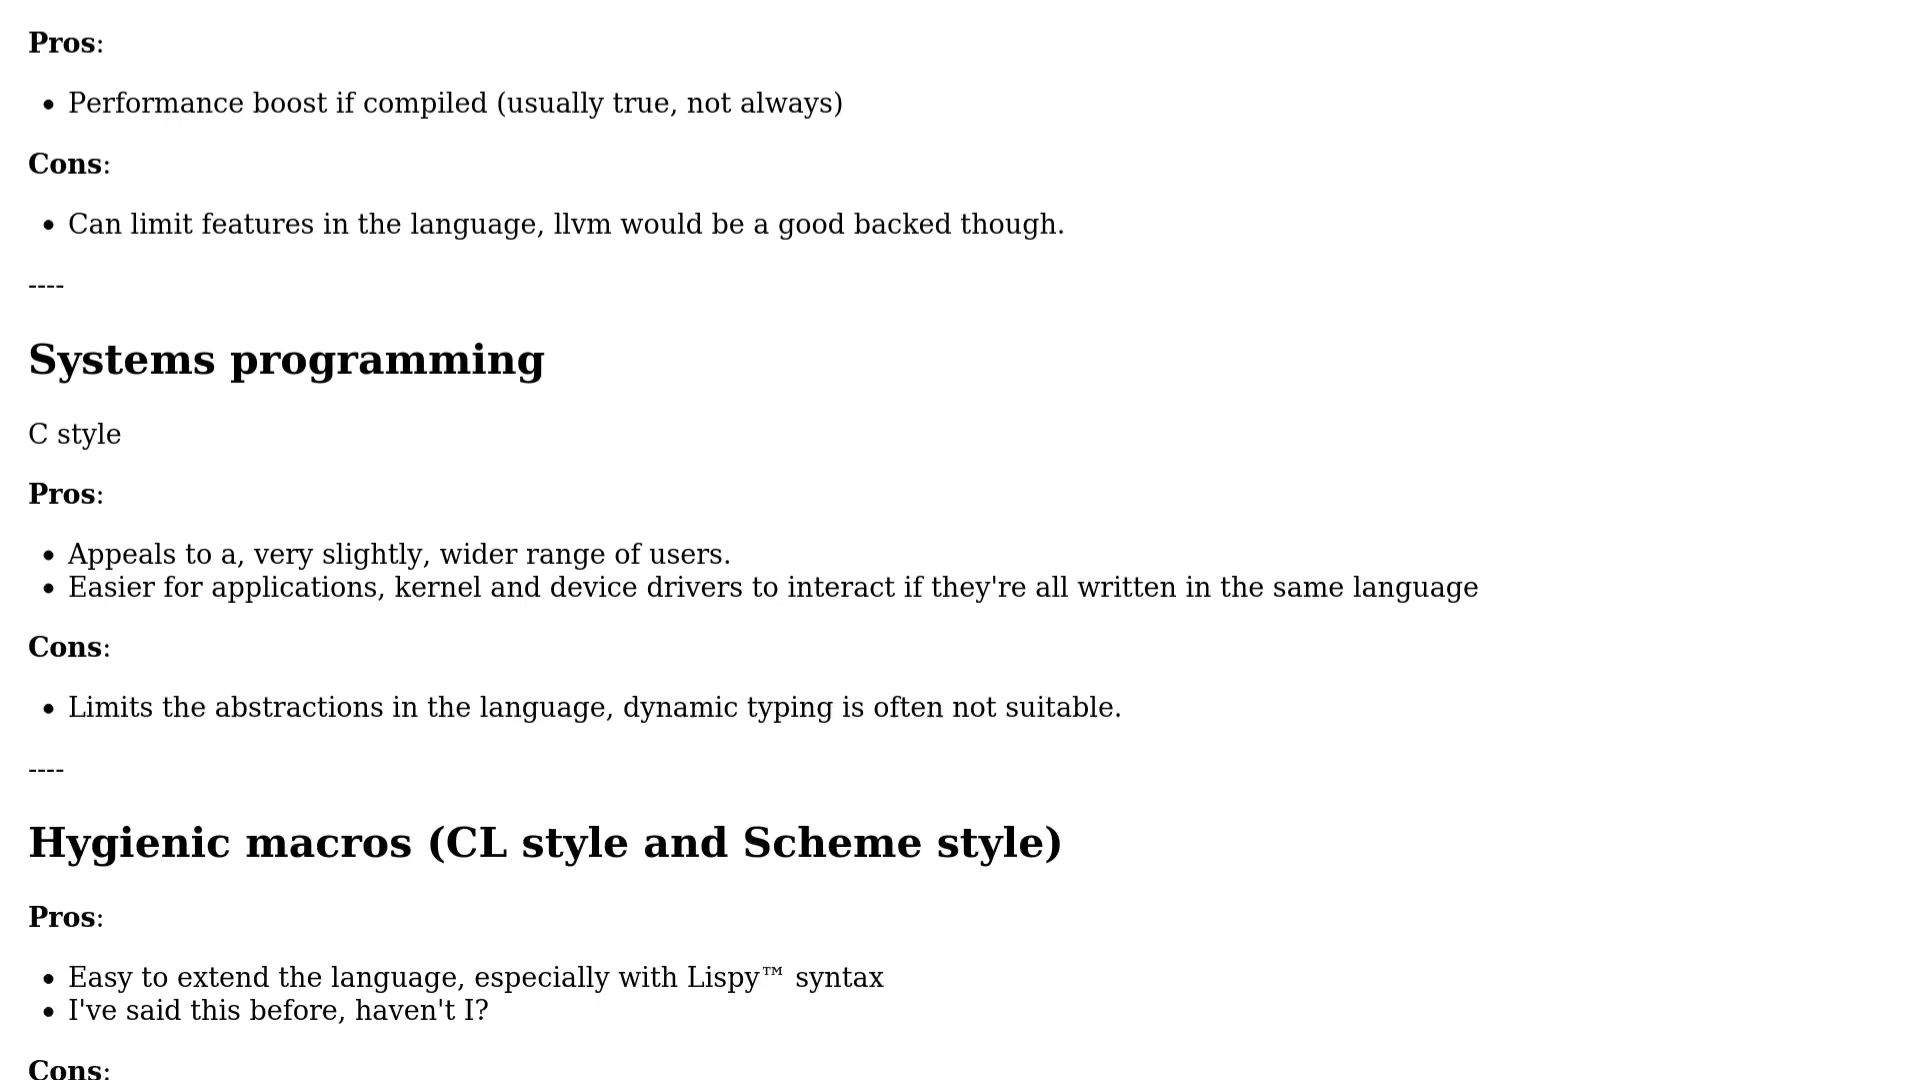 Pros:
Performance boost if compiled (usually true, not always)
Cons:
Can limit features in the language, llvm would be a good backed though.
----
Systems programming
C style
Pros:
Appeals to a, very slightly, wider range of users.
Easier for applications, kernel and device drivers to interact if they're all written in the same language
Cons:
Limits the abstractions in the language, dynamic typing is often not suitable.
----
Hygienic macros (CL style and Scheme style)
Pros:
Easy to extend the language, especially with Lispy™ syntax
I've said this before, haven't I?
Cons: